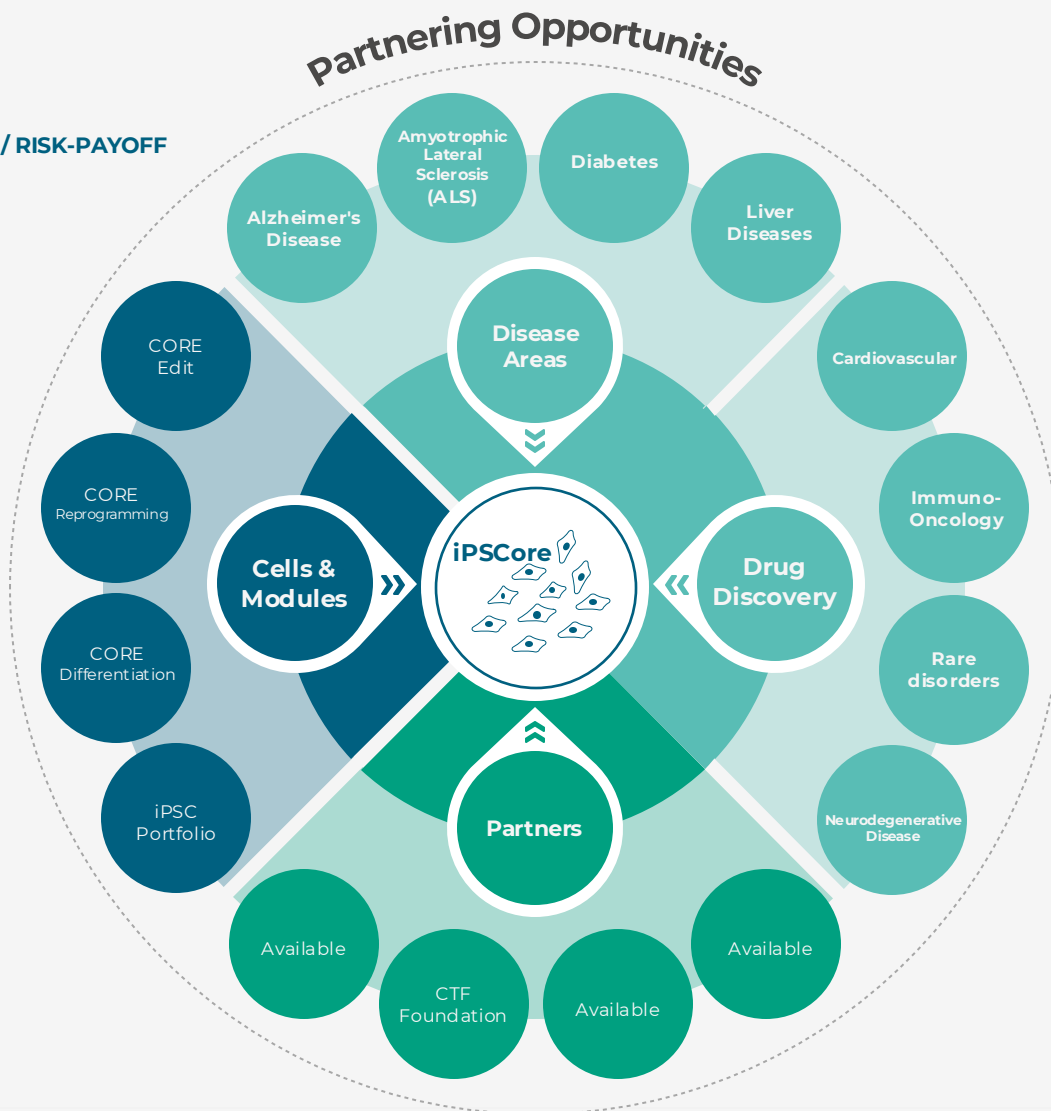 Partnering Opportunities
/ RISK-PAYOFF
Amyotrophic
Lateral
Sclerosis
(ALS)
Diabetes
Alzheimer's
Disease
Liver
Diseases
Disease
Areas
CORE
Edit
Cardiovascular
CORE
Reprogramming
Immuno-
Oncology
iPSCore
Cells &
Modules
Drug
Discovery
CORE
Differentiation
Rare
disorders
iPSC
Portfolio
Neurodegenerative
Disease
Partners
Available
CTF
Foundation
Available
Available